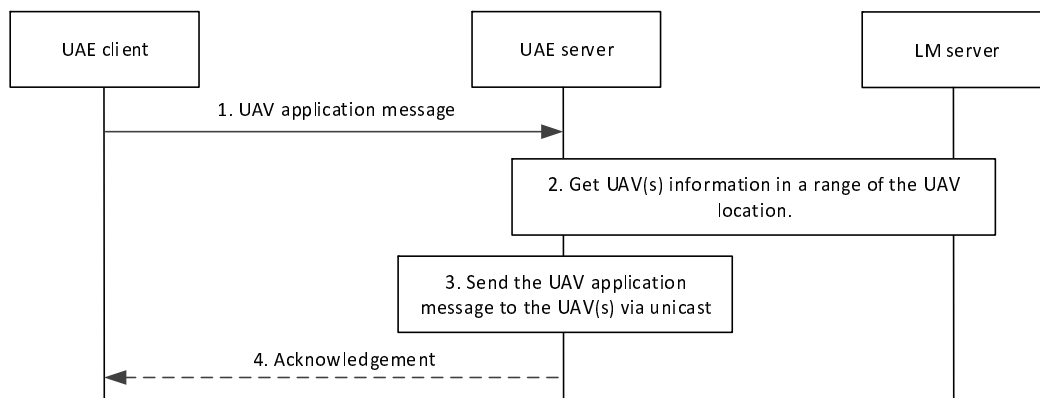 UAE client
UAE server
LM server
1. UAV application message
2. Get UAV(s) information in a range of the UAV
location.
3. Send the UAV application
message to the UAV(s) via unicast
4. Acknowledgement